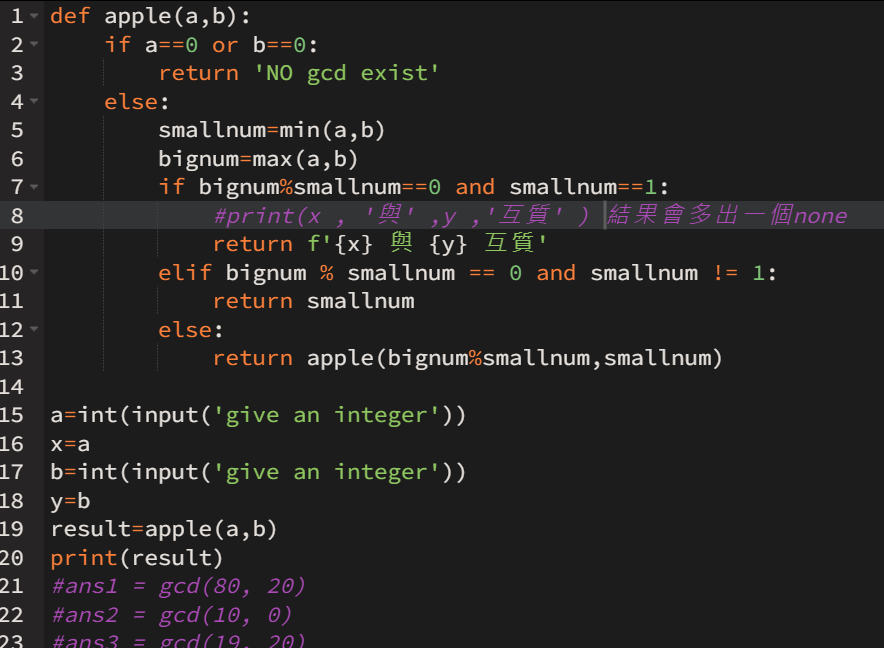 1 def apple(a,b):
2 if a==0 or b==0:
3 return 'NO gcd exist'
4 else:
5 smallnum=min(a,b)
6 bignum=max(a,b)
7 if bignum%smallnum==0 and smallnum==1:
8 #print(x , '與' ,y ,'互質' ) 結果會多出一個none
9 return f'{x} 與 {y} 互質'
10 elif bignum % smallnum == 0 and smallnum != 1:
11 return smallnum
12 else:
13 return apple(bignum%smallnum,smallnum)
14
15 a=int(input('give an integer'))
16 x=a
17 b=int(input('give an integer'))
18 y=b
19 result=apple(a,b)
20 print(result)
21 #ans1 = gcd(80, 20)
22 #ans2 = gcd(10, 0)
23 #ans3 = gcd(19, 20)